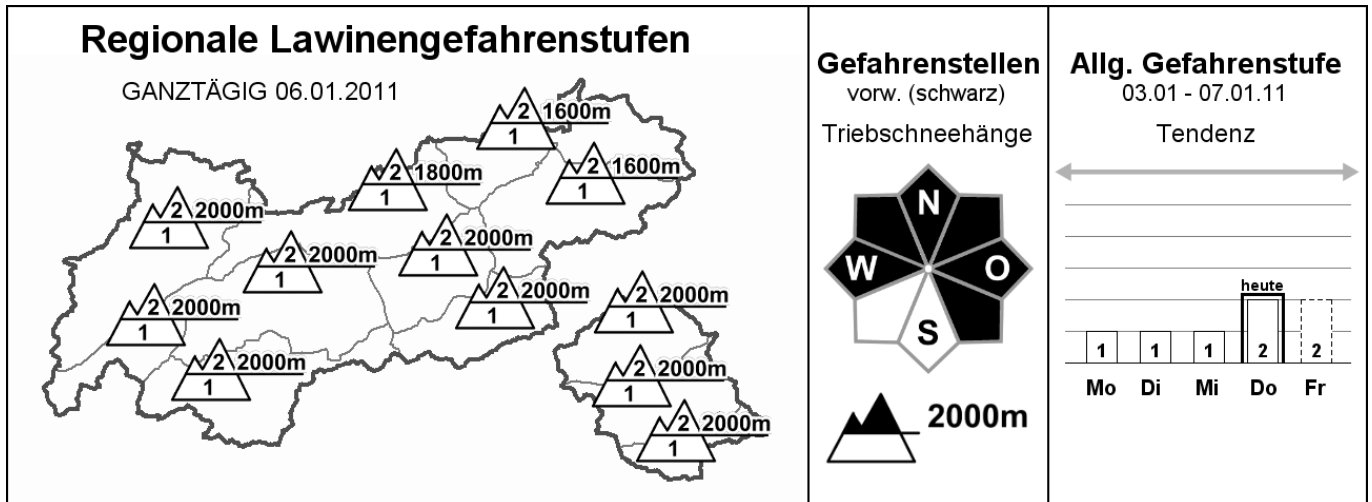 Regionale Lawinengefahrenstufen
GANZTÄGIG 06.01.2011
2 1600m
1
2 1600m
1
2 1800m
1
2 2000m
1
2 2000m
1
2 2000m
1
2 2000m
1
2 2000m
1
2 2000m
1
2 2000m
1
2 2000m
1
2 2000m
1
Gefahrenstellen
vorw. (schwarz)
Triebschneehänge
N
W O
S
2000m
Allg. Gefahrenstufe
03.01 - 07.01.11
Tendenz
heute
1 1 1 2 2
Mo Di Mi Do Fr